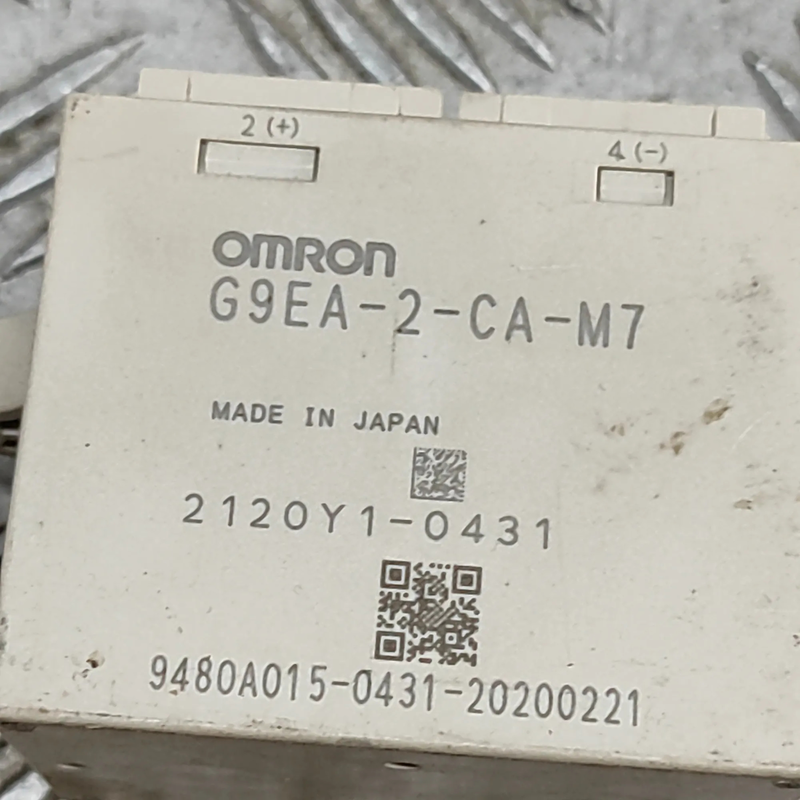 2 (+)
4 (-)
OMRON
G9EA-2-CA-M7
MADE IN JAPAN
2120Y1-0431
9480A015-0431-20200221